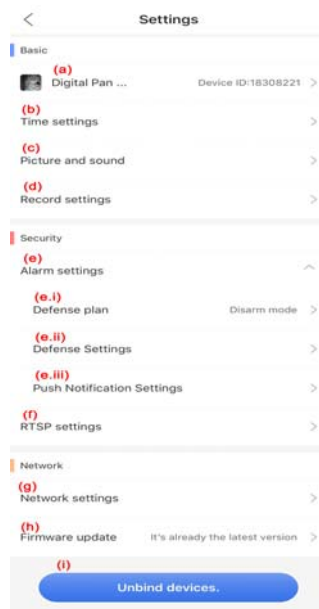 Settings
Basic
(a)
Digital Pan ... Device ID:18308221
(b)
Time settings
(c)
Picture and sound
(d)
Record settings
Security
(e)
Alarm settings
(e.i)
Defense plan Disarm mode
(e.ii)
Defense Settings
(e.iii)
Push Notification Settings
(f)
RTSP settings
Network
(g)
Network settings
(h)
Firmware update It's already the latest version
(i)
Unbind devices.